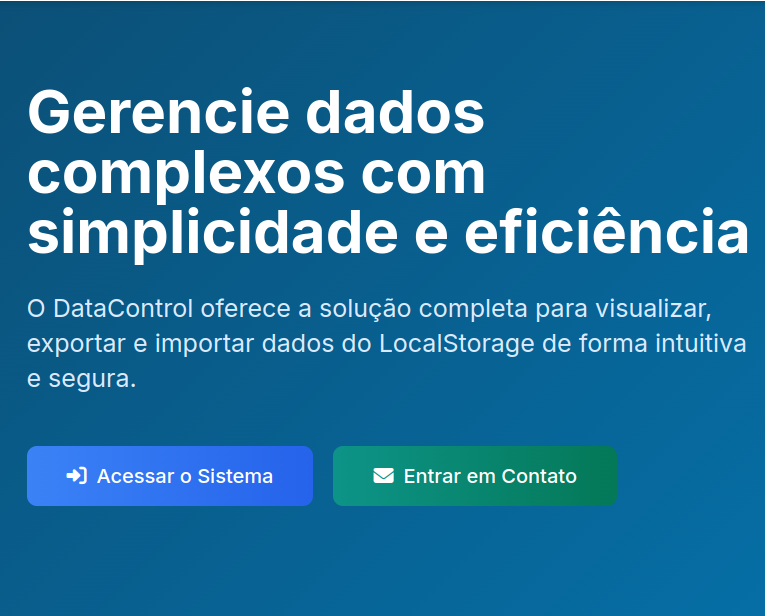 Gerencie dados
complexos com
simplicidade e eficiência
O DataControl oferece a solução completa para visualizar,
exportar e importar dados do LocalStorage de forma intuitiva
e segura.
Acessar o Sistema
Entrar em Contato